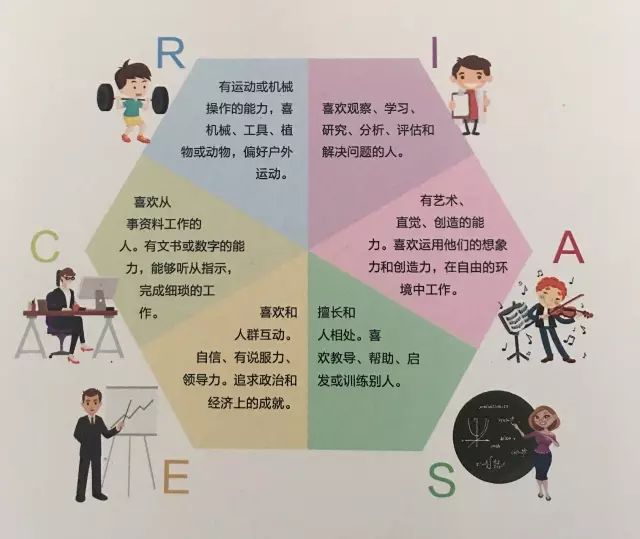 R
有运动或机械
操作的能力，喜
机械、工具、植
物或动物，偏好户外
运动。
I
喜欢观察、学习、
研究、分析、评估和
解决问题的人。
C
喜欢从
事资料工作的
人。有文书或数字的能
力，能够听从指示，
完成细琐的工
作。
有艺术、
直觉、创造的能
力。喜欢运用他们的想象
力和创造力，在自由的环
境中工作。
A
喜欢和
人群互动。
自信、有说服力、
领导力。追求政治和
经济上的成就。
E
擅长和
人相处。喜
欢教导、帮助、启
发或训练别人。
S